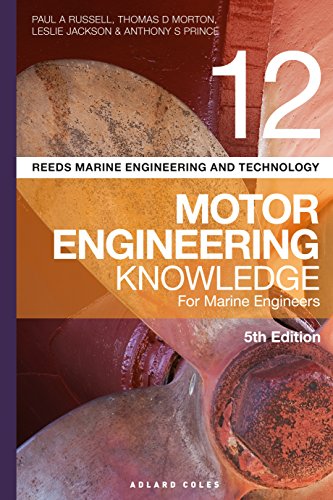 PAUL A RUSSELL, THOMAS D MORTON,
LESLIE JACKSON & ANTHONY S PRINCE
12
REEDS MARINE ENGINEERING AND TECHNOLOGY
MOTOR
ENGINEERING
KNOWLEDGE
For Marine Engineers
5th Edition
ADLARD COLES